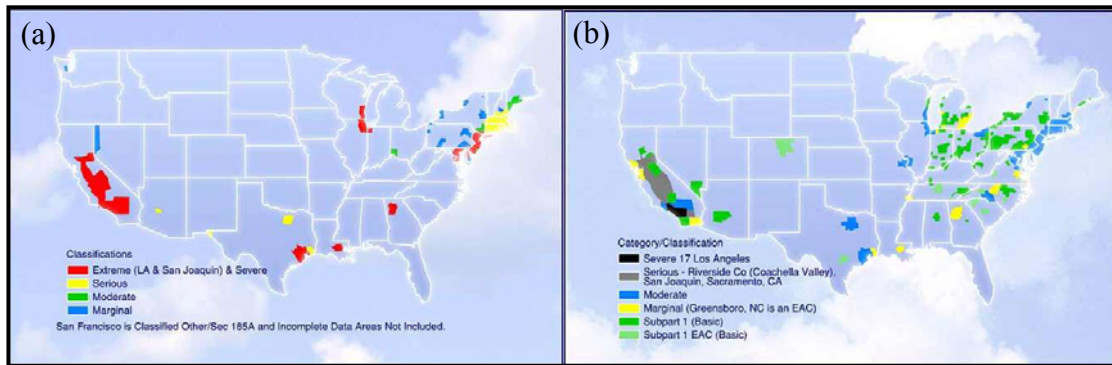 (a)
Classifications
Extreme (LA & San Joaquin) & Severe
Serious
Moderate
Marginal
San Francisco is Classified Other/Sec 185A and Incomplete Data Areas Not Included.
(b)
Category/Classification
Severe 17 Los Angeles
Serious - Riverside Co (Coachella Valley),
San Joaquin, Sacramento, CA
Moderate
Marginal (Greensboro, NC is an EAC)
Subpart 1 (Basic)
Subpart 1 EAC (Basic)